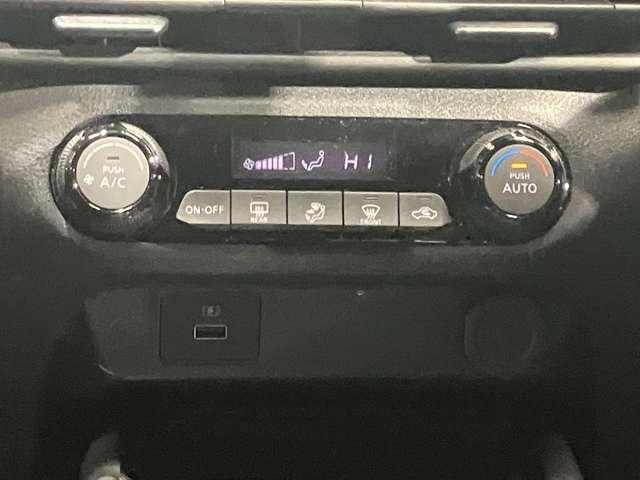 PUSH
A/C
HI
PUSH
AUTO
ON·OFF
REAR
FRONT